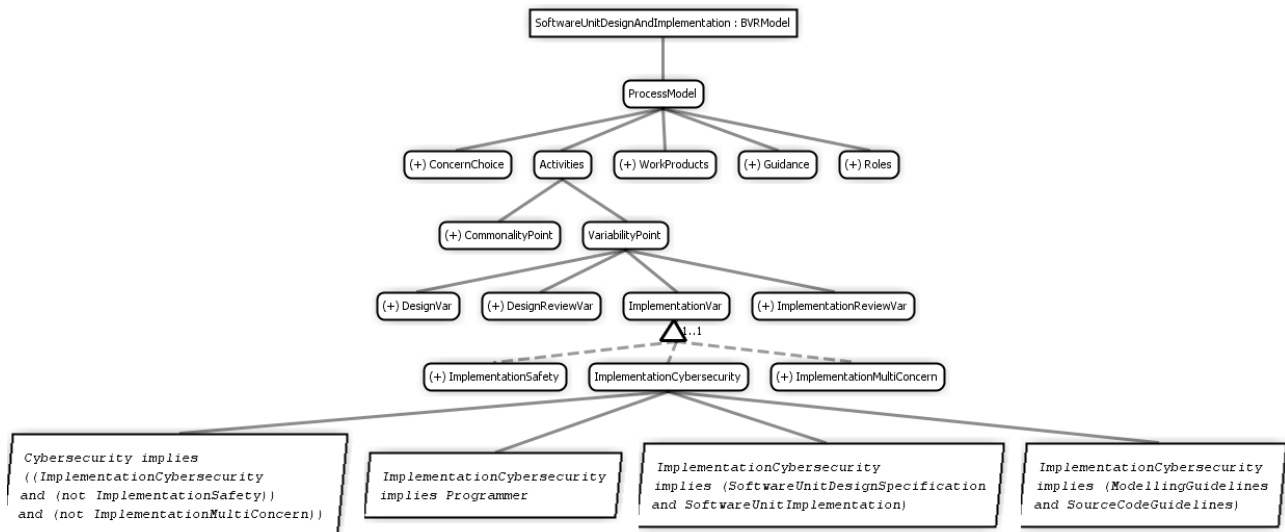 SoftwareUnitDesignAndImplementation : BVRModel
ProcessModel
(+) ConcernChoice
Activities
(+) WorkProducts
(+) Guidance
(+) Roles
(+) CommonalityPoint
VariabilityPoint
(+) DesignVar
(+) DesignReviewVar
ImplementationVar
(+) ImplementationReviewVar
1..1
(+) ImplementationSafety
ImplementationCybersecurity
(+) ImplementationMultiConcern
Cybersecurity implies
((ImplementationCybersecurity
and (not ImplementationSafety))
and (not ImplementationMultiConcern))
ImplementationCybersecurity
implies Programmer
ImplementationCybersecurity
implies (SoftwareUnitDesignSpecification
and SoftwareUnitImplementation)
ImplementationCybersecurity
implies (ModellingGuidelines
and SourceCodeGuidelines)